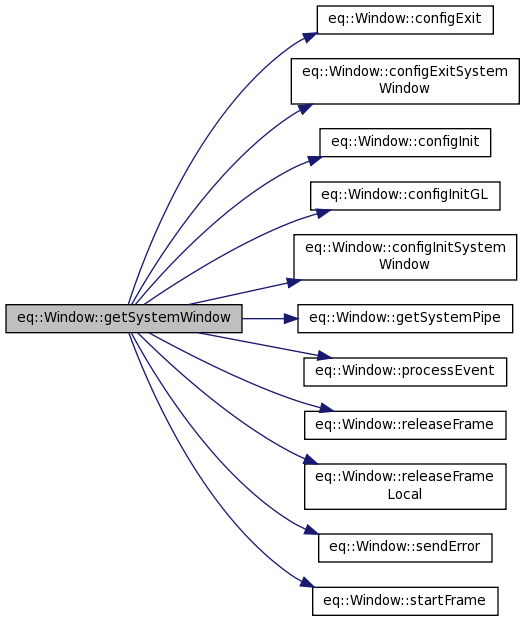 eq::Window::configExit
eq::Window::configExitSystem
Window
eq::Window::configInit
eq::Window::configInitGL
eq::Window::configInitSystem
Window
eq::Window::getSystemWindow
eq::Window::getSystemPipe
eq::Window::processEvent
eq::Window::releaseFrame
eq::Window::releaseFrame
Local
eq::Window::sendError
eq::Window::startFrame